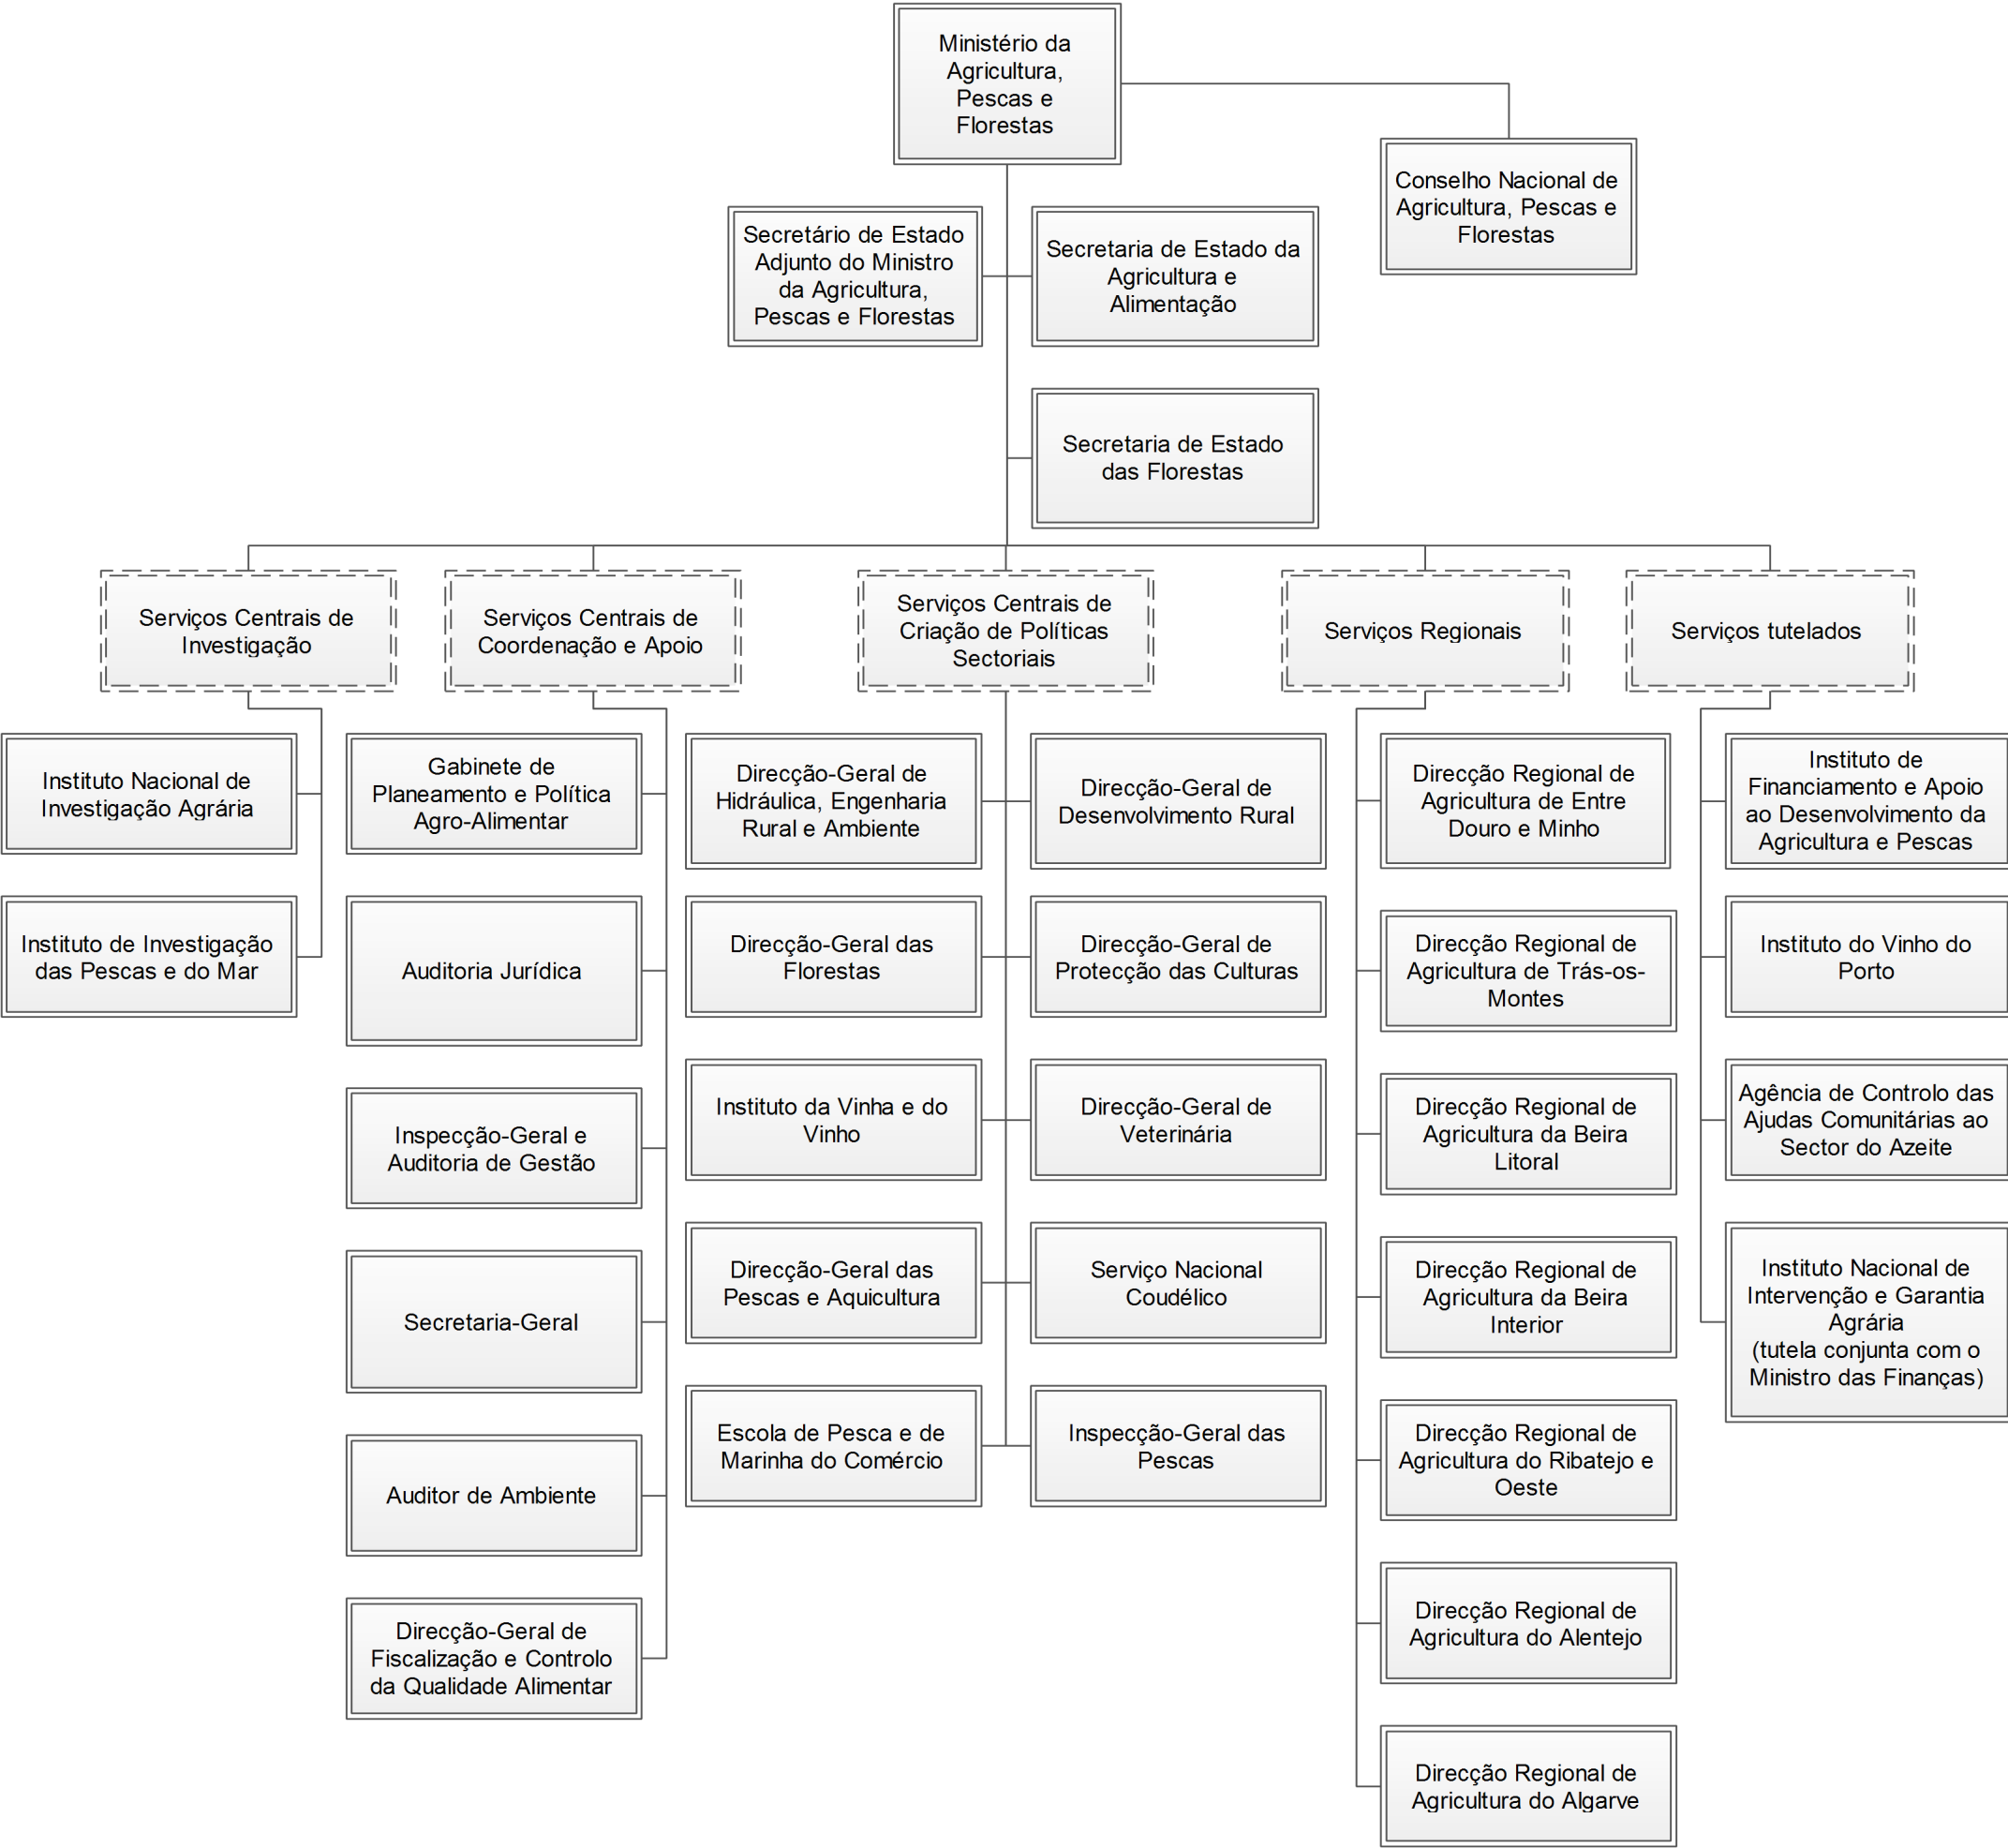 Ministério da
Agricultura,
Pescas e
Florestas
Conselho Nacional de
Agricultura, Pescas e
Florestas
Secretário de Estado
Adjunto do Ministro
da Agricultura,
Pescas e Florestas
Secretaria de Estado da
Agricultura e
Alimentação
Secretaria de Estado
das Florestas
Serviços Centrais de
Investigação
Serviços Centrais de
Coordenação e Apoio
Serviços Centrais de
Criação de Políticas
Sectoriais
Serviços Regionais
Serviços tutelados
Instituto Nacional de
Investigação Agrária
Instituto de Investigação
das Pescas e do Mar
Gabinete de
Planeamento e Política
Agro-Alimentar
Auditoria Jurídica
Inspecção-Geral e
Auditoria de Gestão
Secretaria-Geral
Auditor de Ambiente
Direcção-Geral de
Fiscalização e Controlo
da Qualidade Alimentar
Direcção-Geral de
Hidráulica, Engenharia
Rural e Ambiente
Direcção-Geral de
Desenvolvimento Rural
Direcção-Geral das
Florestas
Direcção-Geral de
Protecção das Culturas
Instituto da Vinha e do
Vinho
Direcção-Geral de
Veterinária
Direcção-Geral das
Pescas e Aquicultura
Serviço Nacional
Coudélico
Escola de Pesca e de
Marinha do Comércio
Inspecção-Geral das
Pescas
Direcção Regional de
Agricultura de Entre
Douro e Minho
Direcção Regional de
Agricultura de Trás-os-
Montes
Direcção Regional de
Agricultura da Beira
Litoral
Direcção Regional de
Agricultura da Beira
Interior
Direcção Regional de
Agricultura do Ribatejo e
Oeste
Direcção Regional de
Agricultura do Alentejo
Direcção Regional de
Agricultura do Algarve
Instituto de
Financiamento e Apoio
ao Desenvolvimento da
Agricultura e Pescas
Instituto do Vinho do
Porto
Agência de Controlo das
Ajudas Comunitárias ao
Sector do Azeite
Instituto Nacional de
Intervenção e Garantia
Agrária
(tutela conjunta com o
Ministro das Finanças)